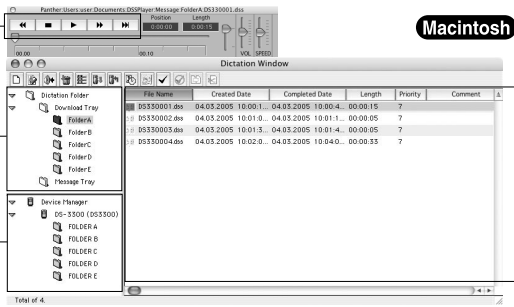 Panther:Users:user:Documents:DSSPlayer:Message:FolderA:DS330001.dss
Position Length
0:00:00 0:00:15
00.00 00.10
VOL SPEED
Macintosh
Dictation Window
File Name Created Date Completed Date Length Priority Comment
DS330001.dss 04.03.2005 10:00:1... 04.03.2005 10:00:4... 00:00:15 7
DS330002.dss 04.03.2005 10:01:0... 04.03.2005 10:01:1... 00:00:05 7
DS330003.dss 04.03.2005 10:01:3... 04.03.2005 10:01:4... 00:00:05 7
DS330004.dss 04.03.2005 10:02:0... 04.03.2005 10:04:0... 00:00:33 7
Dictation Folder
Download Tray
FolderA
FolderB
FolderC
FolderD
FolderE
Message Tray
Device Manager
DS-3300 (DS3300)
FOLDER A
FOLDER B
FOLDER C
FOLDER D
FOLDER E
Total of 4.